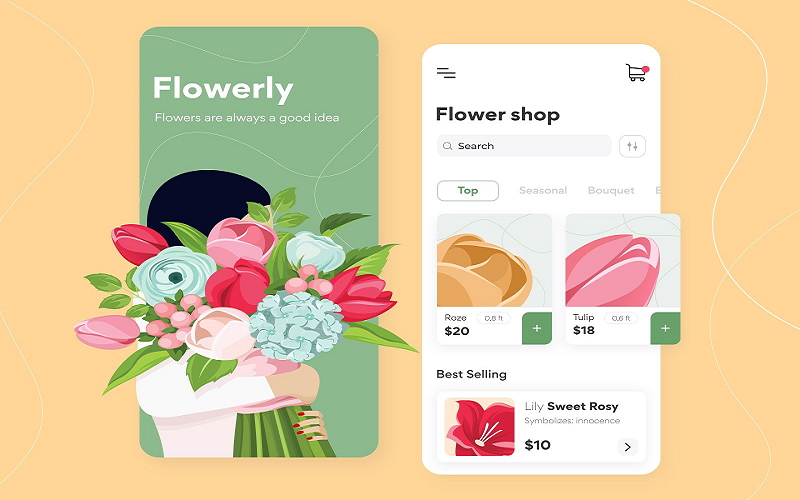 Flowerly
Flowers are always a good idea
Flower shop
Search
Top Seasonal Bouquet
Roze 0,8 ft
$20
+
Tulip 0,6 ft
$18
+
Best Selling
Lily Sweet Rosy
Symbolizes: innocence
$10